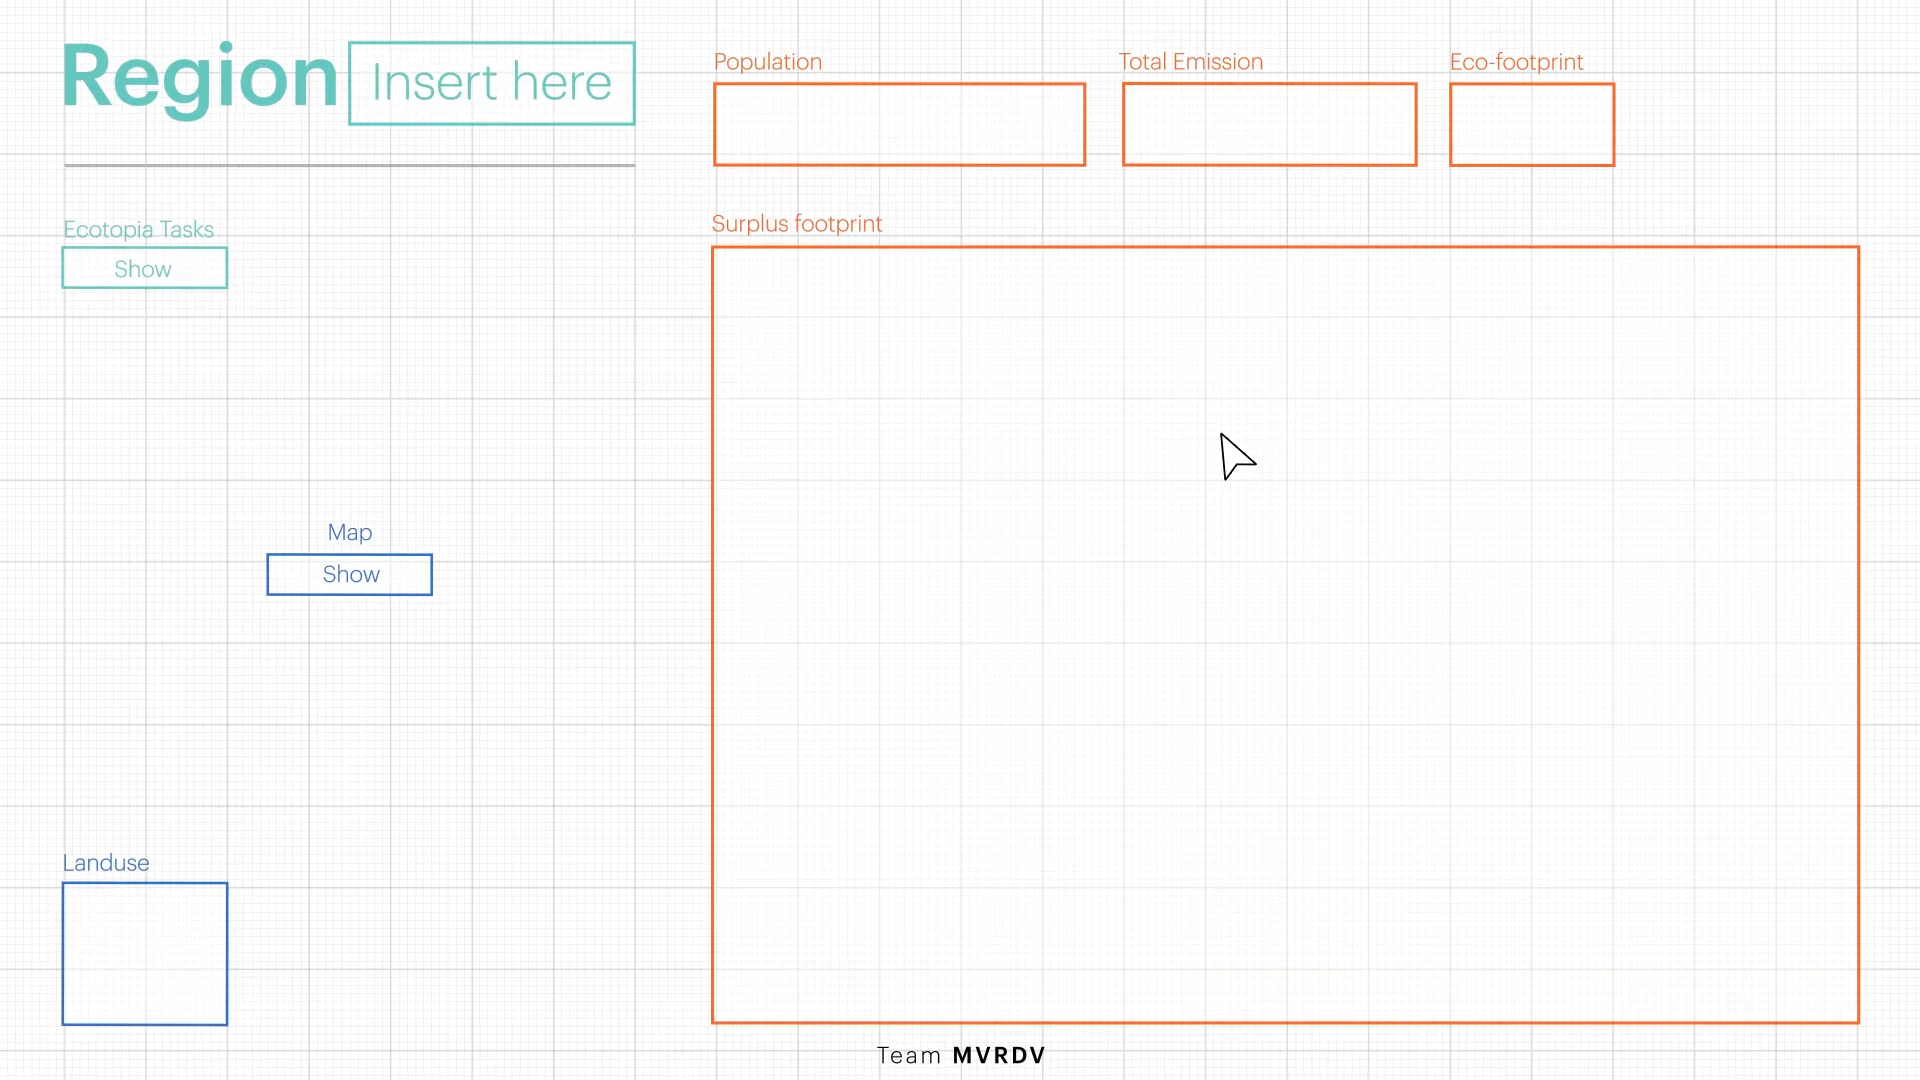 Region Insert here
Population
Total Emission
Eco-footprint
Ecotopia Tasks
Show
Surplus footprint
Map
Show
Landuse
Team MVRDV